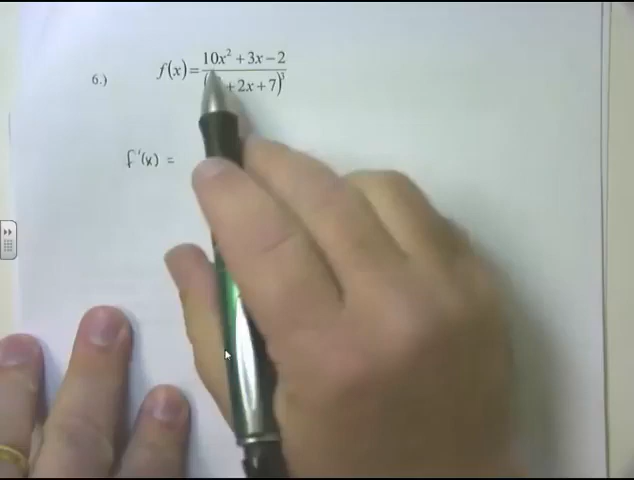 6.) f(x) = 10x² + 3x − 2
( + 2x + 7)³
f'(x) =